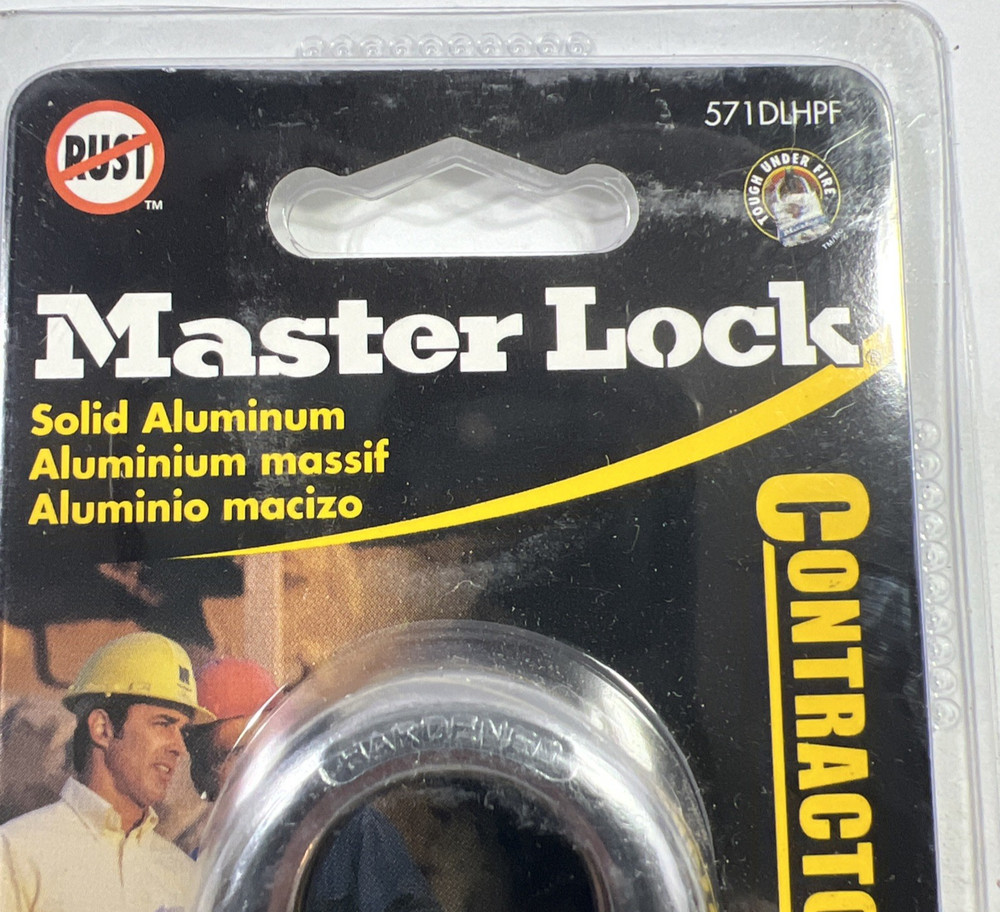 571DLHPF
RUST
TM
TOUGH UNDER FIRE
Master Lock
Solid Aluminum
Aluminium massif
Aluminio macizo
CONTRACTO
HARDENED